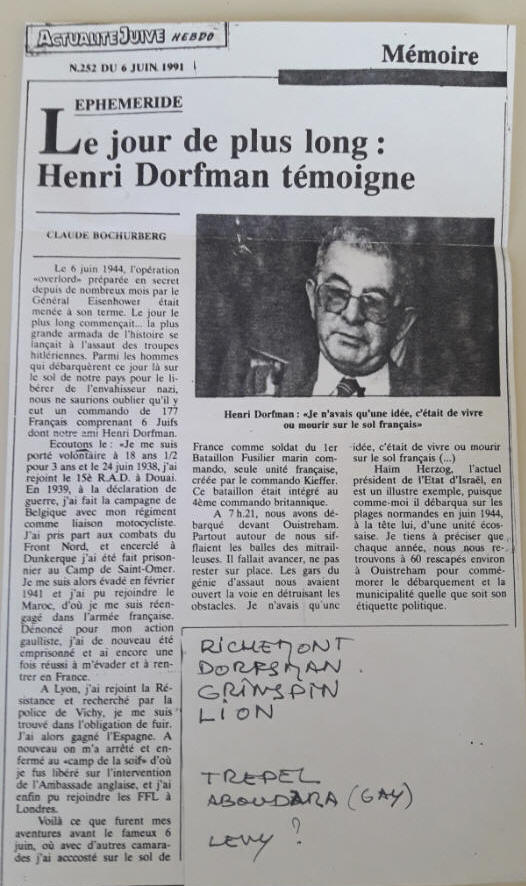 ACTUALITÉ JUIVE HEBDO
N.252 DU 6 JUIN 1991
Mémoire
EPHEMERIDE
Le jour de plus long :
Henri Dorfman témoigne
CLAUDE BOCHURBERG
Le 6 juin 1944, l'opération
«overlord» préparée en secret
depuis de nombreux mois par le
Général Eisenhower était
menée à son terme. Le jour le
plus long commençait... la plus
grande armada de l'histoire se
lançait à l'assaut des troupes
hitlériennes. Parmi les hommes
qui débarquèrent ce jour là sur
le sol de notre pays pour le li-
bérer de l'envahisseur nazi,
nous ne saurions oublier qu'il y
eut un commando de 177
Français comprenant 6 Juifs
dont notre ami Henri Dorfman.
Ecoutons le : «Je me suis
porté volontaire à 18 ans 1/2
pour 3 ans et le 24 juin 1938, j'ai
rejoint le 15è R.A.D. à Douai.
En 1939, à la déclaration de
guerre, j'ai fait la campagne de
Belgique avec mon régiment
comme liaison motocycliste.
J'ai pris part aux combats du
Front Nord, et encerclé à
Dunkerque j'ai été fait prison-
nier au Camp de Saint-Omer.
Je me suis alors évadé en février
1941 et j'ai pu rejoindre le
Maroc, d'où je me suis réen-
gagé dans l'armée française.
Dénoncé pour mon action
gaulliste, j'ai de nouveau été
emprisonné et ai encore une
fois réussi à m'évader et à ren-
trer en France.
A Lyon, j'ai rejoint la Ré-
sistance et recherché par la
police de Vichy, je me suis
trouvé dans l'obligation de fuir.
J'ai alors gagné l'Espagne. A
nouveau on m'a arrêté et en-
fermé au «camp de la soif» d'où
je fus libéré sur l'intervention
de l'Ambassade anglaise, et j'ai
enfin pu rejoindre les FFL à
Londres.
Voilà ce que furent mes
aventures avant le fameux 6
juin, où avec d'autres camara-
des j'ai acccosté sur le sol de
Henri Dorfman : «Je n'avais qu'une idée, c'était de vivre
ou mourir sur le sol français»
France comme soldat du 1er
Bataillon Fusilier marin com-
mando, seule unité française,
créée par le commando Kieffer.
Ce bataillon était intégré au
4ème commando britannique.
A 7 h.21, nous avons dé-
barqué devant Ouistreham.
Partout autour de nous sif-
flaient les balles des mitrail-
leuses. Il fallait avancer, ne pas
rester sur place. Les gars du
génie d'assaut nous avaient
ouvert la voie en détruisant les
obstacles. Je n'avais qu'une
idée, c'était de vivre ou mourir
sur le sol français (...)
Haim Herzog, l'actuel
président de l'Etat d'Israël, en
est un illustre exemple, puisque
comme-moi il débarqua sur les
plages normandes en juin 1944,
à la tête lui, d'une unité écos-
saise. Je tiens à préciser que
chaque année, nous nous re-
trouvons à 60 rescapés environ
à Ouistreham pour commé-
morer le débarquement et la
municipalité quelle que soit son
étiquette politique.
RICHEMONT
DORFSMAN
GRINSPIN
LION
TREPEL
ABOUDARA (GAY)
LEVY ?